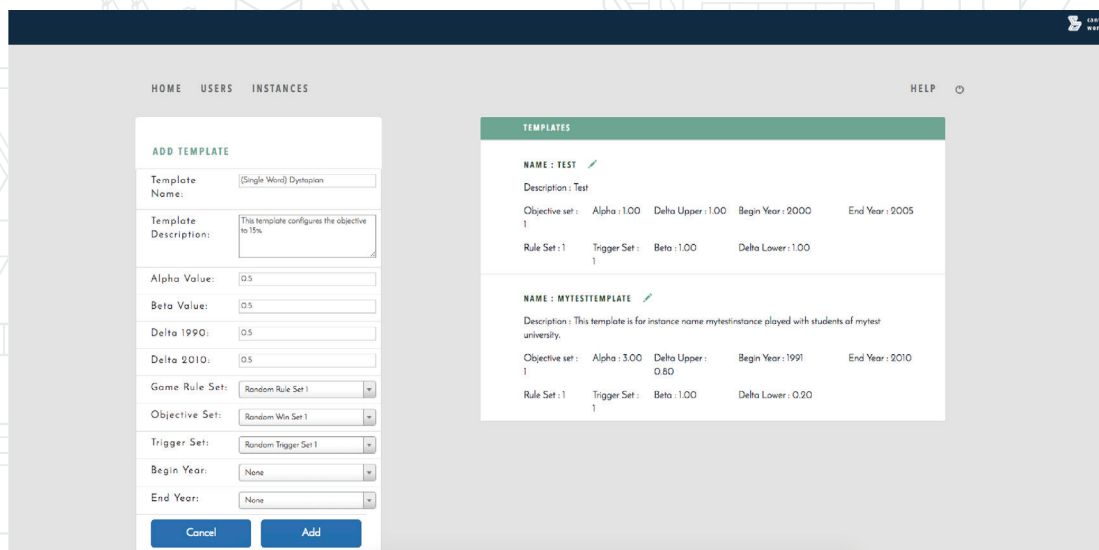 HOME USERS INSTANCES
HELP
ADD TEMPLATE
Template
Name:
(Single Word) Dystopian
Template
Description:
This template configures the objective
to 15%
Alpha Value:
0.5
Beta Value:
0.5
Delta 1990:
0.5
Delta 2010:
0.5
Game Rule Set:
Random Rule Set 1
Objective Set:
Random Win Set 1
Trigger Set:
Random Trigger Set 1
Begin Year:
None
End Year:
None
Cancel Add
TEMPLATES
NAME : TEST
Description : Test
Objective set :
1
Alpha : 1.00
Delta Upper : 1.00
Begin Year : 2000
End Year : 2005
Rule Set : 1
Trigger Set :
1
Beta : 1.00
Delta Lower : 1.00
NAME : MYTESTTEMPLATE
Description : This template is for instance name mytestinstance played with students of mytest
university.
Objective set :
1
Alpha : 3.00
Delta Upper :
0.80
Begin Year : 1991
End Year : 2010
Rule Set : 1
Trigger Set :
1
Beta : 1.00
Delta Lower : 0.20